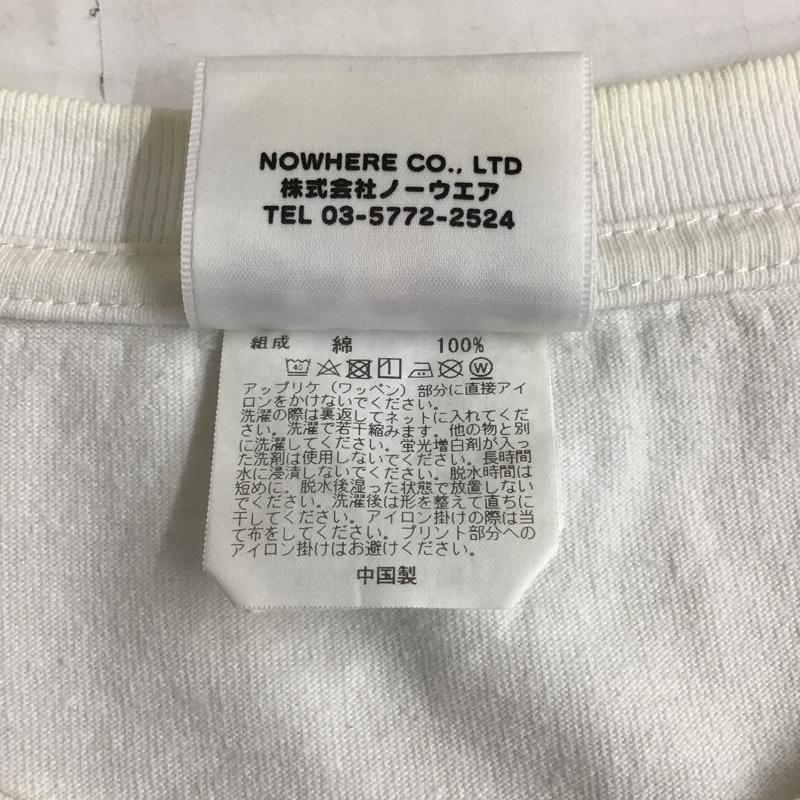 NOWHERE CO., LTD
株式会社ノーウエア
TEL 03-5772-2524
組成 綿 100%
40 1 W
アップリケ（ワッペン）部分に直接アイ
ロンをかけないでください。
洗濯の際は裏返してネットに入れてくだ
さい。洗濯で若干縮みます。他の物と別
に洗濯してください。蛍光増白剤が入っ
た洗剤は使用しないでください。長時間
水に浸漬しないでください。脱水時間は
短めに。脱水後湿った状態で放置しない
でください。洗濯後は形を整えて直ちに
干してください。アイロン掛けの際は当
て布をしてください。プリント部分への
アイロン掛けはお避けください。
中国製